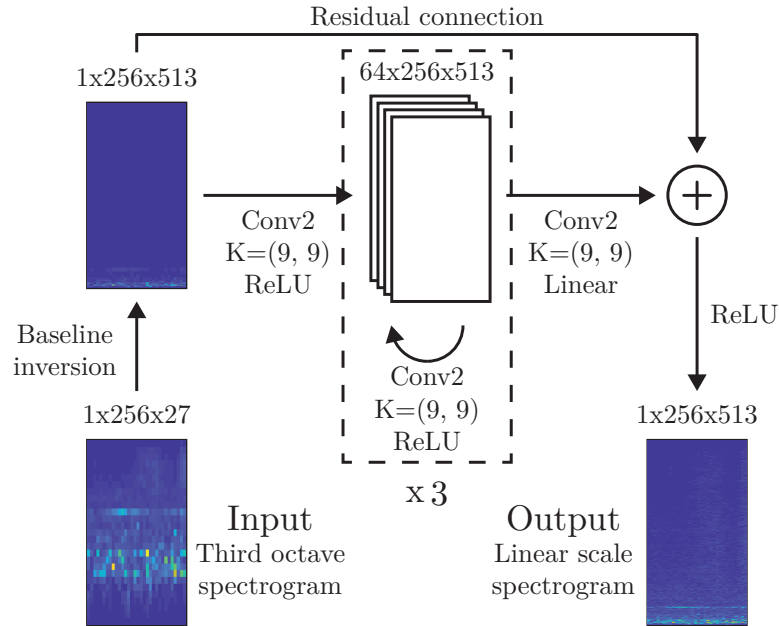 Residual connection
1x256x513
64x256x513
Conv2
K=(9, 9)
ReLU
Conv2
K=(9, 9)
Linear
Baseline
inversion
ReLU
Conv2
K=(9, 9)
ReLU
1x256x27
1x256x513
x 3
Input
Third octave
spectrogram
Output
Linear scale
spectrogram